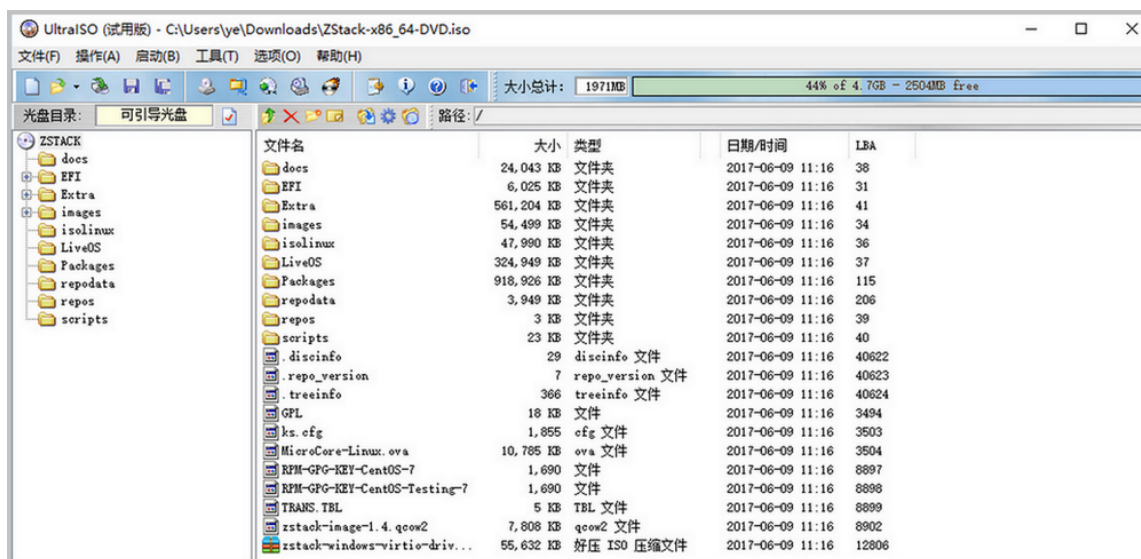 UltraISO (试用版) - C:\Users\ye\Downloads\ZStack-x86_64-DVD.iso
文件(F) 操作(A) 启动(B) 工具(T) 选项(O) 帮助(H)
大小总计: 1971MB 44% of 4.7GB - 2504MB free
光盘目录: 可引导光盘 路径: /
ZSTACK
docs
EFI
Extra
images
isolinux
LiveOS
Packages
repodata
repos
scripts
文件名 大小 类型 日期/时间 LBA
docs 24,043 KB 文件夹 2017-06-09 11:16 38
EFI 6,025 KB 文件夹 2017-06-09 11:16 31
Extra 561,204 KB 文件夹 2017-06-09 11:16 41
images 54,499 KB 文件夹 2017-06-09 11:16 34
isolinux 47,990 KB 文件夹 2017-06-09 11:16 36
LiveOS 324,949 KB 文件夹 2017-06-09 11:16 37
Packages 918,926 KB 文件夹 2017-06-09 11:16 115
repodata 3,949 KB 文件夹 2017-06-09 11:16 206
repos 3 KB 文件夹 2017-06-09 11:16 39
scripts 23 KB 文件夹 2017-06-09 11:16 40
.discinfo 29 discinfo 文件 2017-06-09 11:16 40622
.repo_version 7 repo_version 文件 2017-06-09 11:16 40623
.treeinfo 366 treeinfo 文件 2017-06-09 11:16 40624
GPL 18 KB 文件 2017-06-09 11:16 3494
ks.cfg 1,855 cfg 文件 2017-06-09 11:16 3503
MicroCore-Linux.ova 10,785 KB ova 文件 2017-06-09 11:16 3504
RPM-GPG-KEY-CentOS-7 1,690 文件 2017-06-09 11:16 8897
RPM-GPG-KEY-CentOS-Testing-7 1,690 文件 2017-06-09 11:16 8898
TRANS.TBL 5 KB TBL 文件 2017-06-09 11:16 8899
zstack-image-1.4.qcow2 7,808 KB qcow2 文件 2017-06-09 11:16 8902
zstack-windows-virtio-driv... 55,632 KB 好压 ISO 压缩文件 2017-06-09 11:16 12806